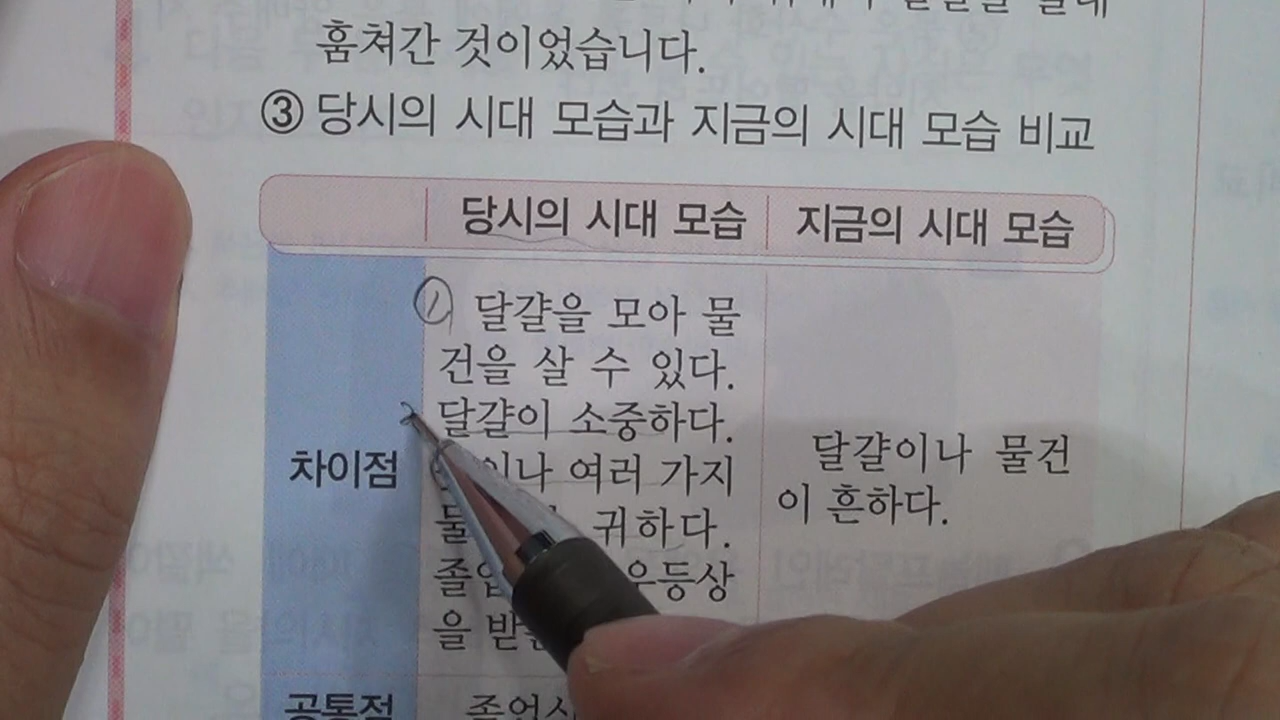 훔쳐간 것이었습니다.
③ 당시의 시대 모습과 지금의 시대 모습 비교
당시의 시대 모습
지금의 시대 모습
차이점
① 달걀을 모아 물
건을 살 수 있다.
달걀이 소중하다.
여러 가지
귀하다.
우등상
을
달걀이나 물건
이 흔하다.
공통점